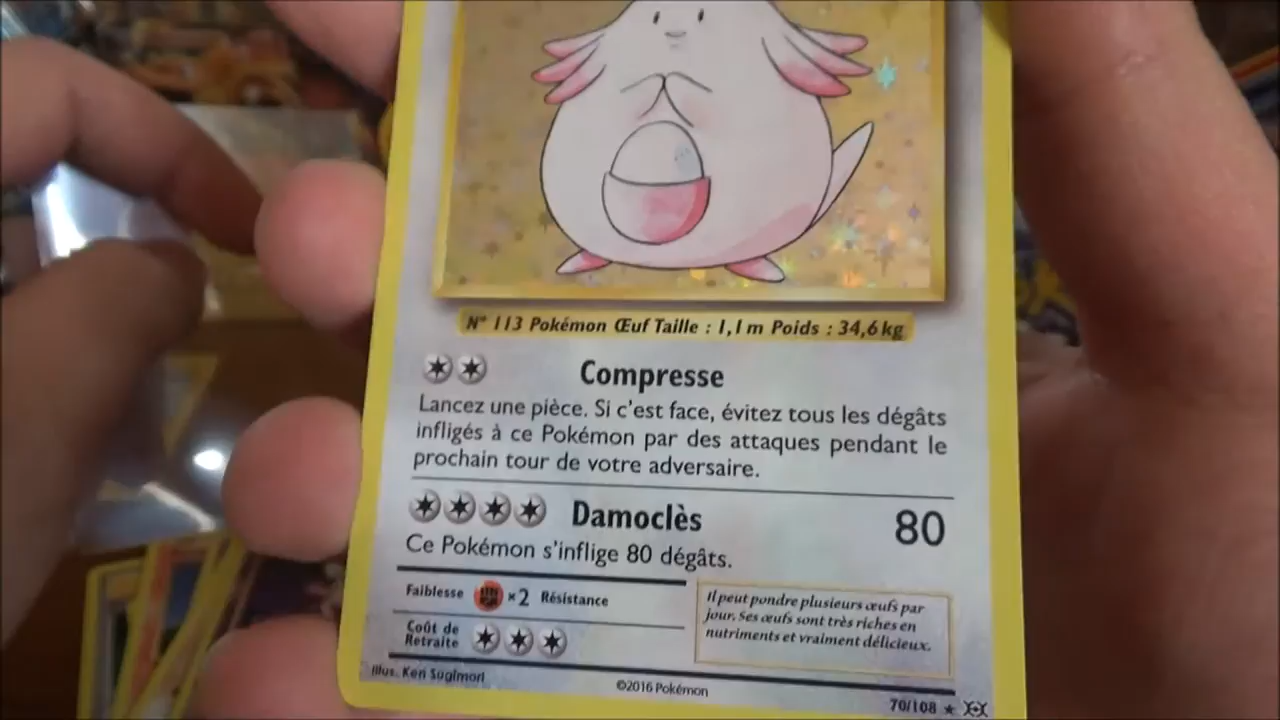 N° 113 Pokémon Œuf Taille : 1,1 m Poids : 34,6 kg
Compresse
Lancez une pièce. Si c'est face, évitez tous les dégâts
infligés à ce Pokémon par des attaques pendant le
prochain tour de votre adversaire.
Damoclès 80
Ce Pokémon s'inflige 80 dégâts.
Faiblesse ×2 Résistance
Coût de
Retraite
Il peut pondre plusieurs œufs par
jour. Ses œufs sont très riches en
nutriments et vraiment délicieux.
Illus. Ken Sugimori
©2016 Pokémon
70/108